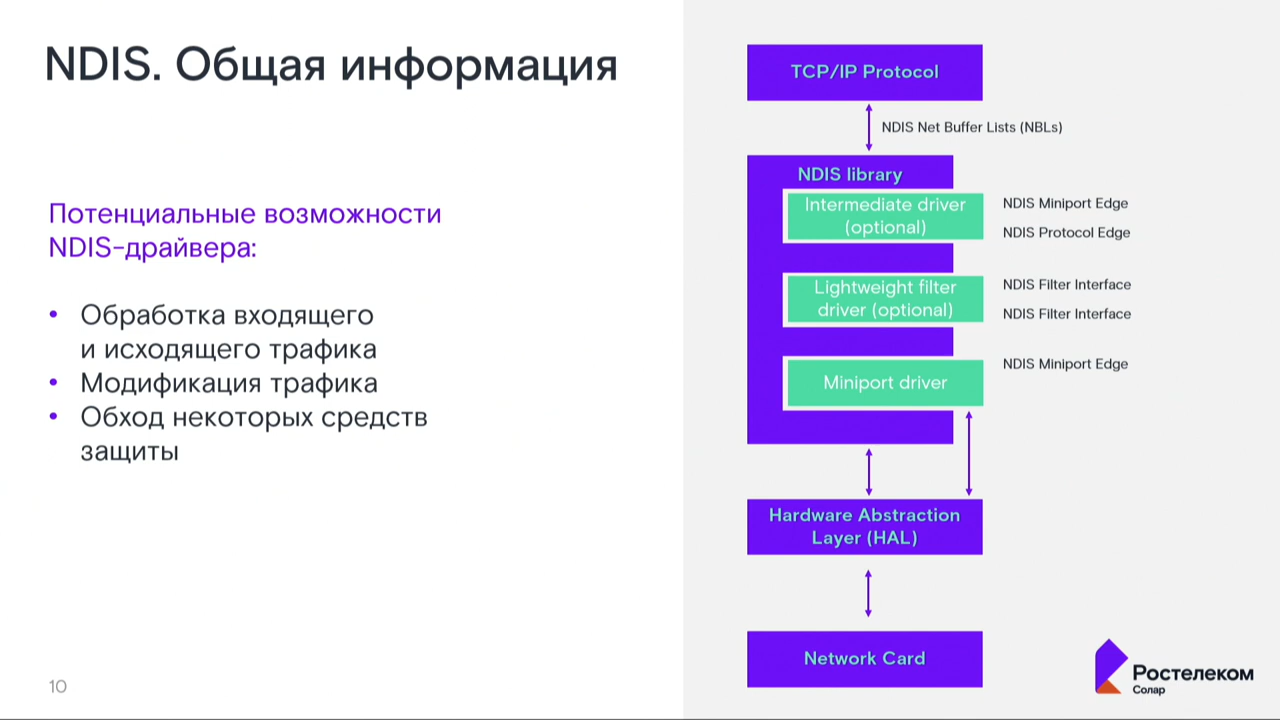 NDIS. Общая информация
Потенциальные возможности
NDIS-драйвера:
• Обработка входящего
и исходящего трафика
• Модификация трафика
• Обход некоторых средств
защиты
10
TCP/IP Protocol
NDIS Net Buffer Lists (NBLs)
NDIS library
Intermediate driver
(optional)
NDIS Miniport Edge
NDIS Protocol Edge
Lightweight filter
driver (optional)
NDIS Filter Interface
NDIS Filter Interface
Miniport driver
NDIS Miniport Edge
Hardware Abstraction
Layer (HAL)
Network Card
Ростелеком
Солар